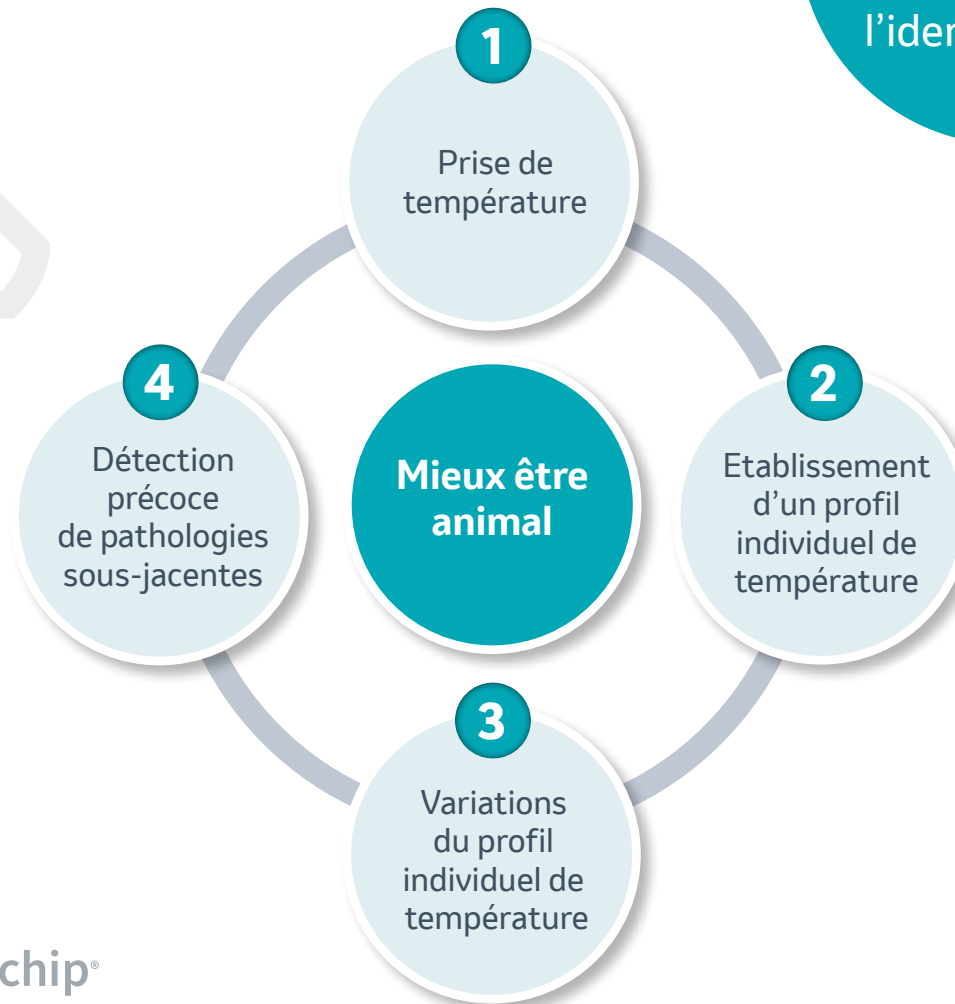 1
Prise de
température
2
Etablissement
d'un profil
individuel de
température
3
Variations
du profil
individuel de
température
4
Détection
précoce
de pathologies
sous-jacentes
Mieux être
animal
chip®